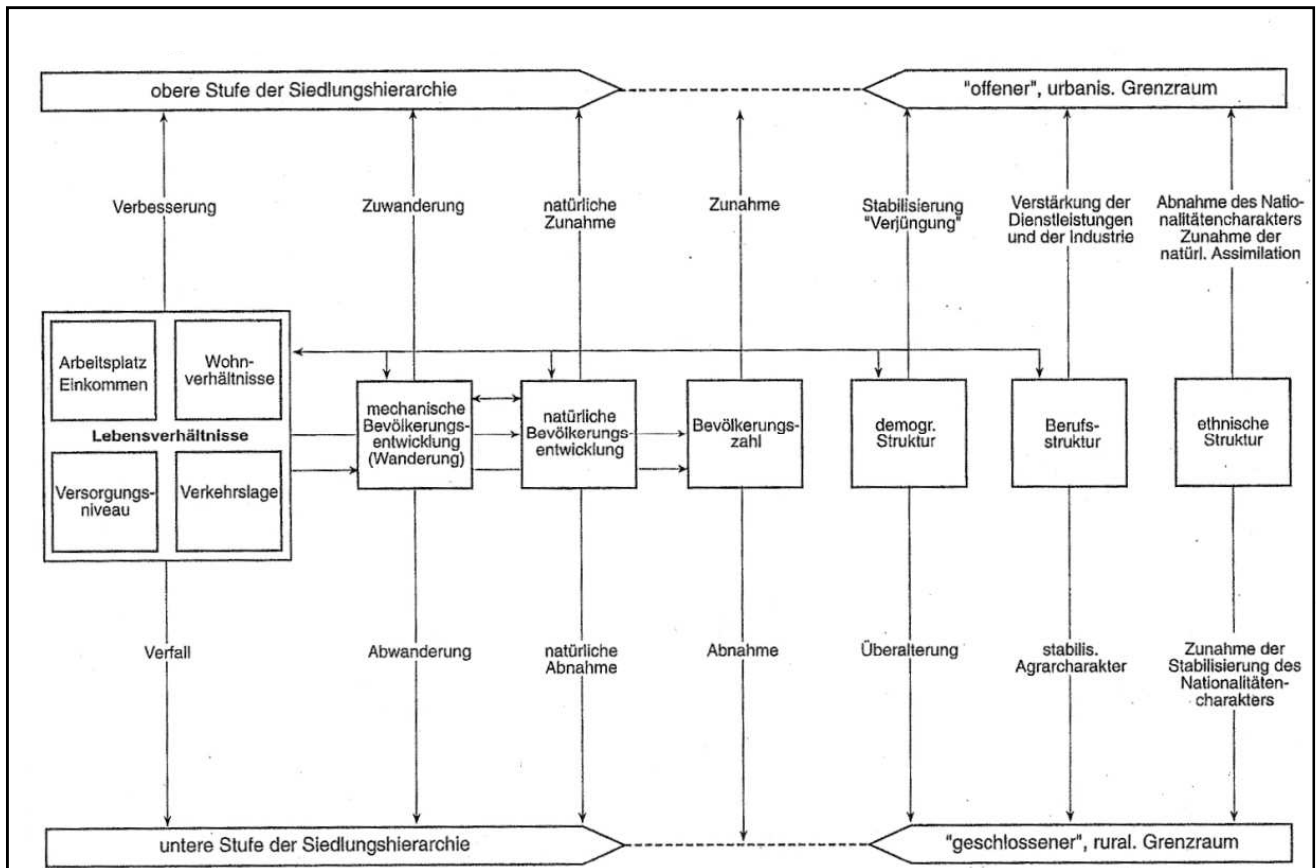 obere Stufe der Siedlungshierarchie
"offener", urbanis. Grenzraum
Verbesserung
Zuwanderung
natürliche
Zunahme
Zunahme
Stabilisierung
"Verjüngung"
Verstärkung der
Dienstleistungen
und der Industrie
Abnahme des Natio-
nalitätencharakters
Zunahme der
natürl. Assimilation
Arbeitsplatz
Einkommen
Wohn-
verhältnisse
Lebensverhältnisse
Versorgungs-
niveau
Verkehrslage
mechanische
Bevölkerungs-
entwicklung
(Wanderung)
natürliche
Bevölkerungs-
entwicklung
Bevölkerungs-
zahl
demogr.
Struktur
Berufs-
struktur
ethnische
Struktur
Verfall
Abwanderung
natürliche
Abnahme
Abnahme
Überalterung
stabilis.
Agrarcharakter
Zunahme der
Stabilisierung des
Nationalitäten-
charakters
untere Stufe der Siedlungshierarchie
"geschlossener", rural. Grenzraum